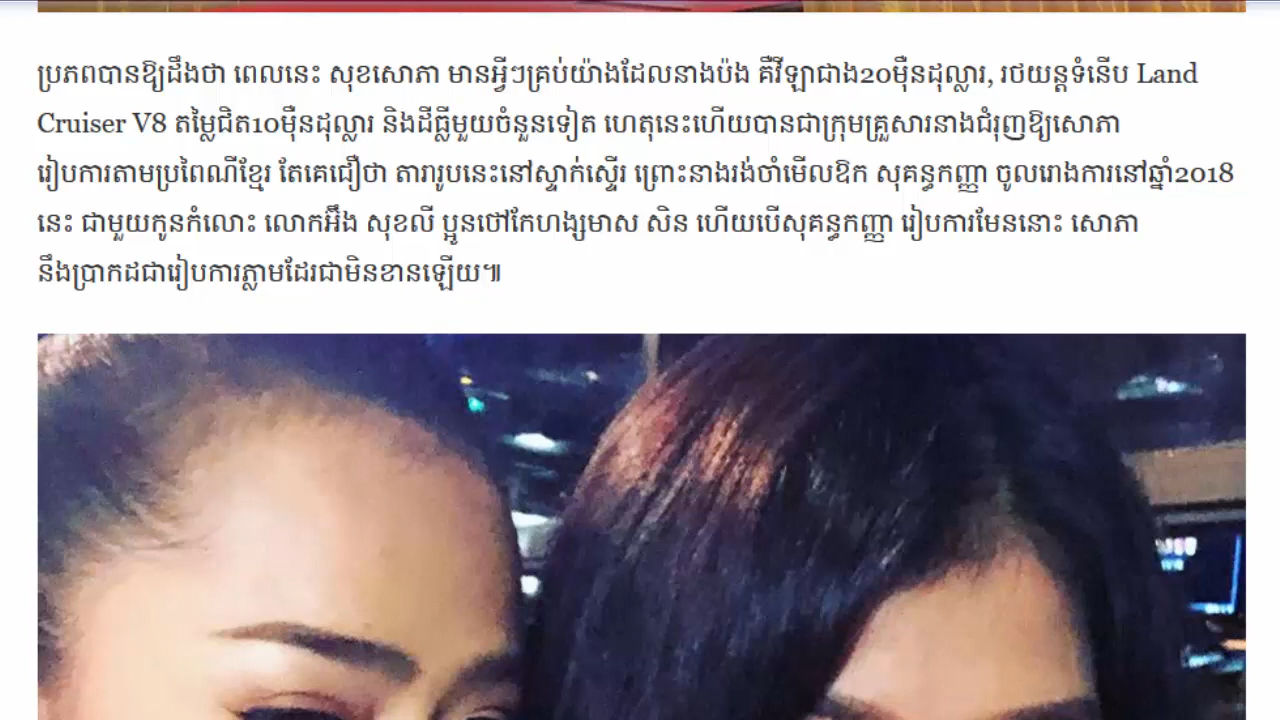 ប្រភពបានឱ្យដឹងថា ពេលនេះ សុខសោភា មានអ្វីៗគ្រប់យ៉ាងដែលនាងប៉ង គឺវីឡាជាង20ម៉ឺនដុល្លារ, រថយន្តទំនើប Land
Cruiser V8 តម្លៃជិត10ម៉ឺនដុល្លារ និងដីធ្លីមួយចំនួនទៀត ហេតុនេះហើយបានជាក្រុមគ្រួសារនាងជំរុញឱ្យសោភា
រៀបការតាមប្រពៃណីខ្មែរ តែគេជឿថា តារារូបនេះនៅស្ទាក់ស្ទើរ ព្រោះនាងរង់ចាំមើលឱក សុគន្ធកញ្ញា ចូលរោងការនៅឆ្នាំ2018
នេះ ជាមួយកូនកំលោះ លោកអ៊ឹង សុខលី ប្អូនថៅកែហង្សមាស សិន ហើយបើសុគន្ធកញ្ញា រៀបការមែននោះ សោភា
នឹងប្រាកដជារៀបការភ្លាមដែរជាមិនខានឡើយ៕